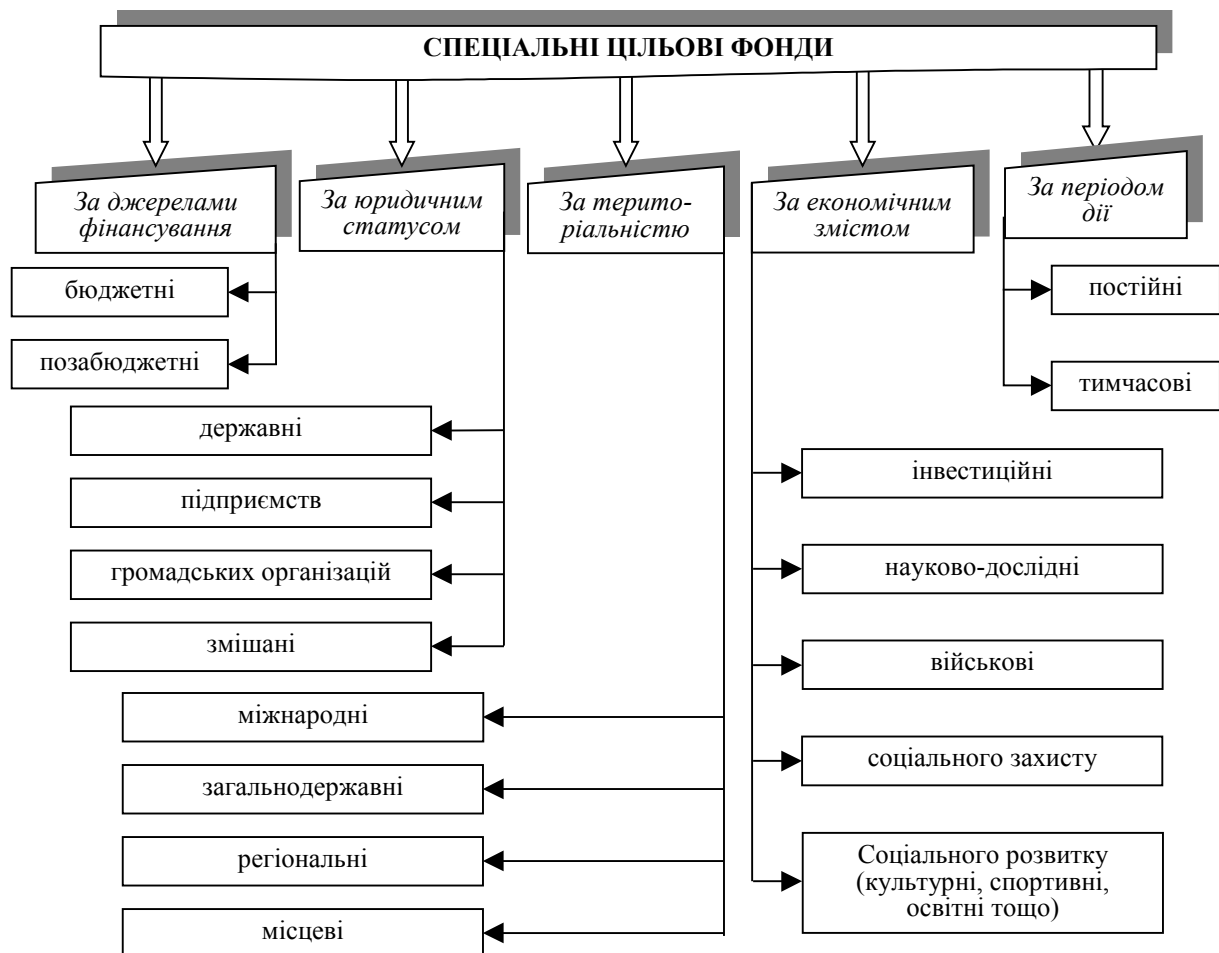 СПЕЦІАЛЬНІ ЦІЛЬОВІ ФОНДИ
За джерелами
фінансування
За юридичним
статусом
За терито-
ріальністю
За економічним
змістом
За періодом
дії
бюджетні
позабюджетні
державні
підприємств
громадських організацій
змішані
міжнародні
загальнодержавні
регіональні
місцеві
інвестиційні
науково-дослідні
військові
соціального захисту
Соціального розвитку
(культурні, спортивні,
освітні тощо)
постійні
тимчасові